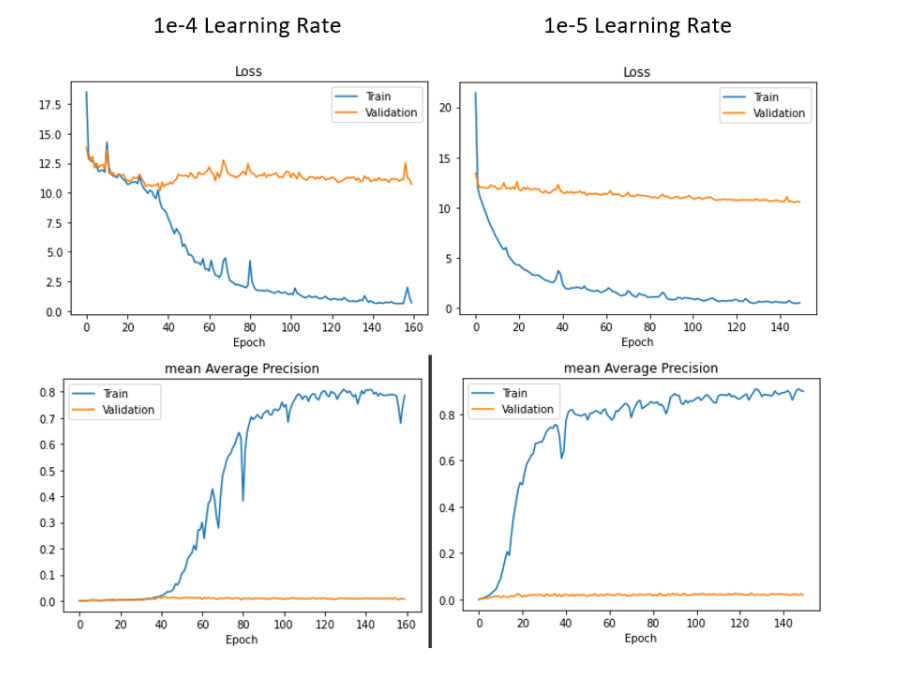 1e-4 Learning Rate
1e-5 Learning Rate
Loss
Train
Validation
17.5
15.0
12.5
10.0
7.5
5.0
2.5
0.0
0 20 40 60 80 100 120 140 160
Epoch
Loss
Train
Validation
20
15
10
5
0
0 20 40 60 80 100 120 140
Epoch
mean Average Precision
Train
Validation
0.8
0.7
0.6
0.5
0.4
0.3
0.2
0.1
0.0
0 20 40 60 80 100 120 140 160
Epoch
mean Average Precision
Train
Validation
0.8
0.6
0.4
0.2
0.0
0 20 40 60 80 100 120 140
Epoch